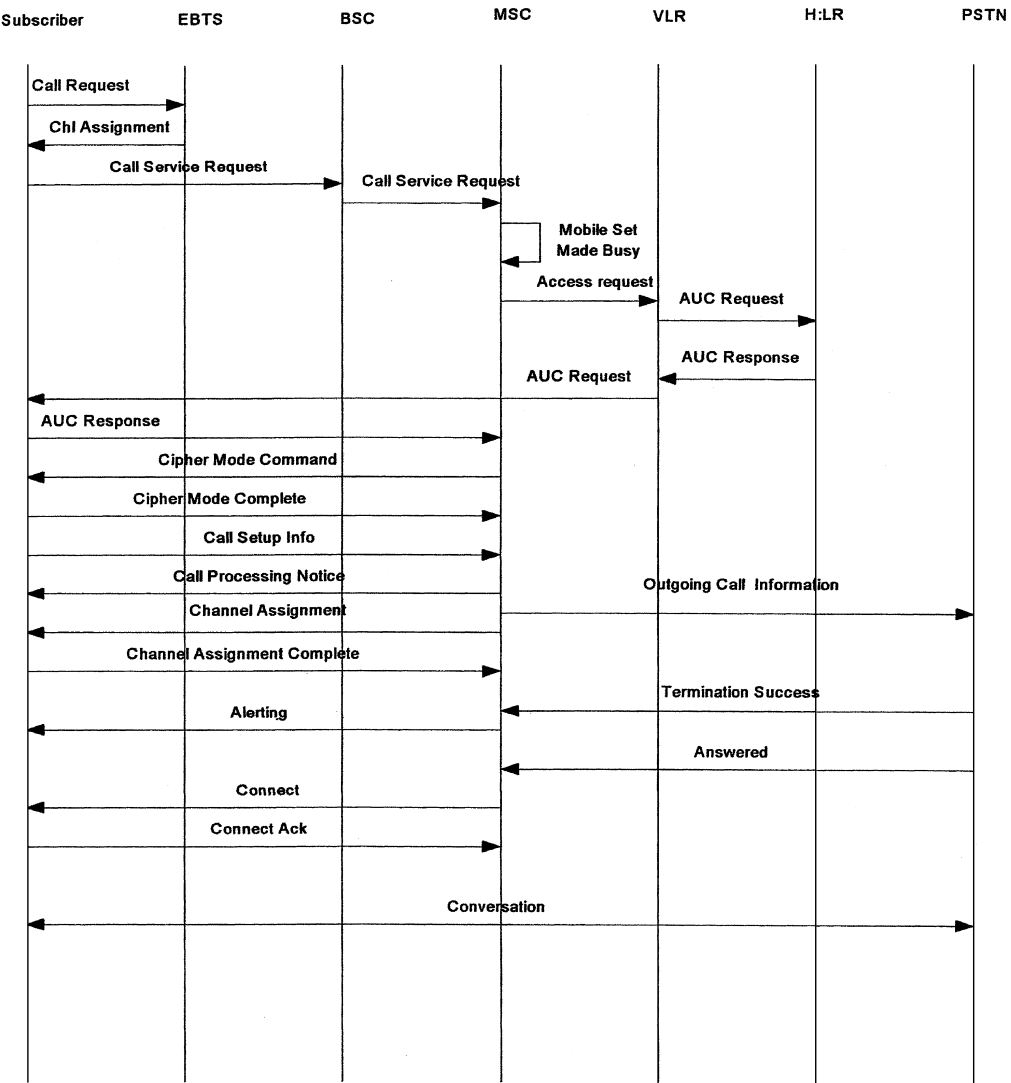 Subscriber EBTS BSC MSC VLR H:LR PSTN
Call Request
Chl Assignment
Call Service Request
Call Service Request
Mobile Set
Made Busy
Access request
AUC Request
AUC Response
AUC Request
AUC Response
Cipher Mode Command
Cipher Mode Complete
Call Setup Info
Call Processing Notice
Outgoing Call Information
Channel Assignment
Channel Assignment Complete
Termination Success
Alerting
Answered
Connect
Connect Ack
Conversation